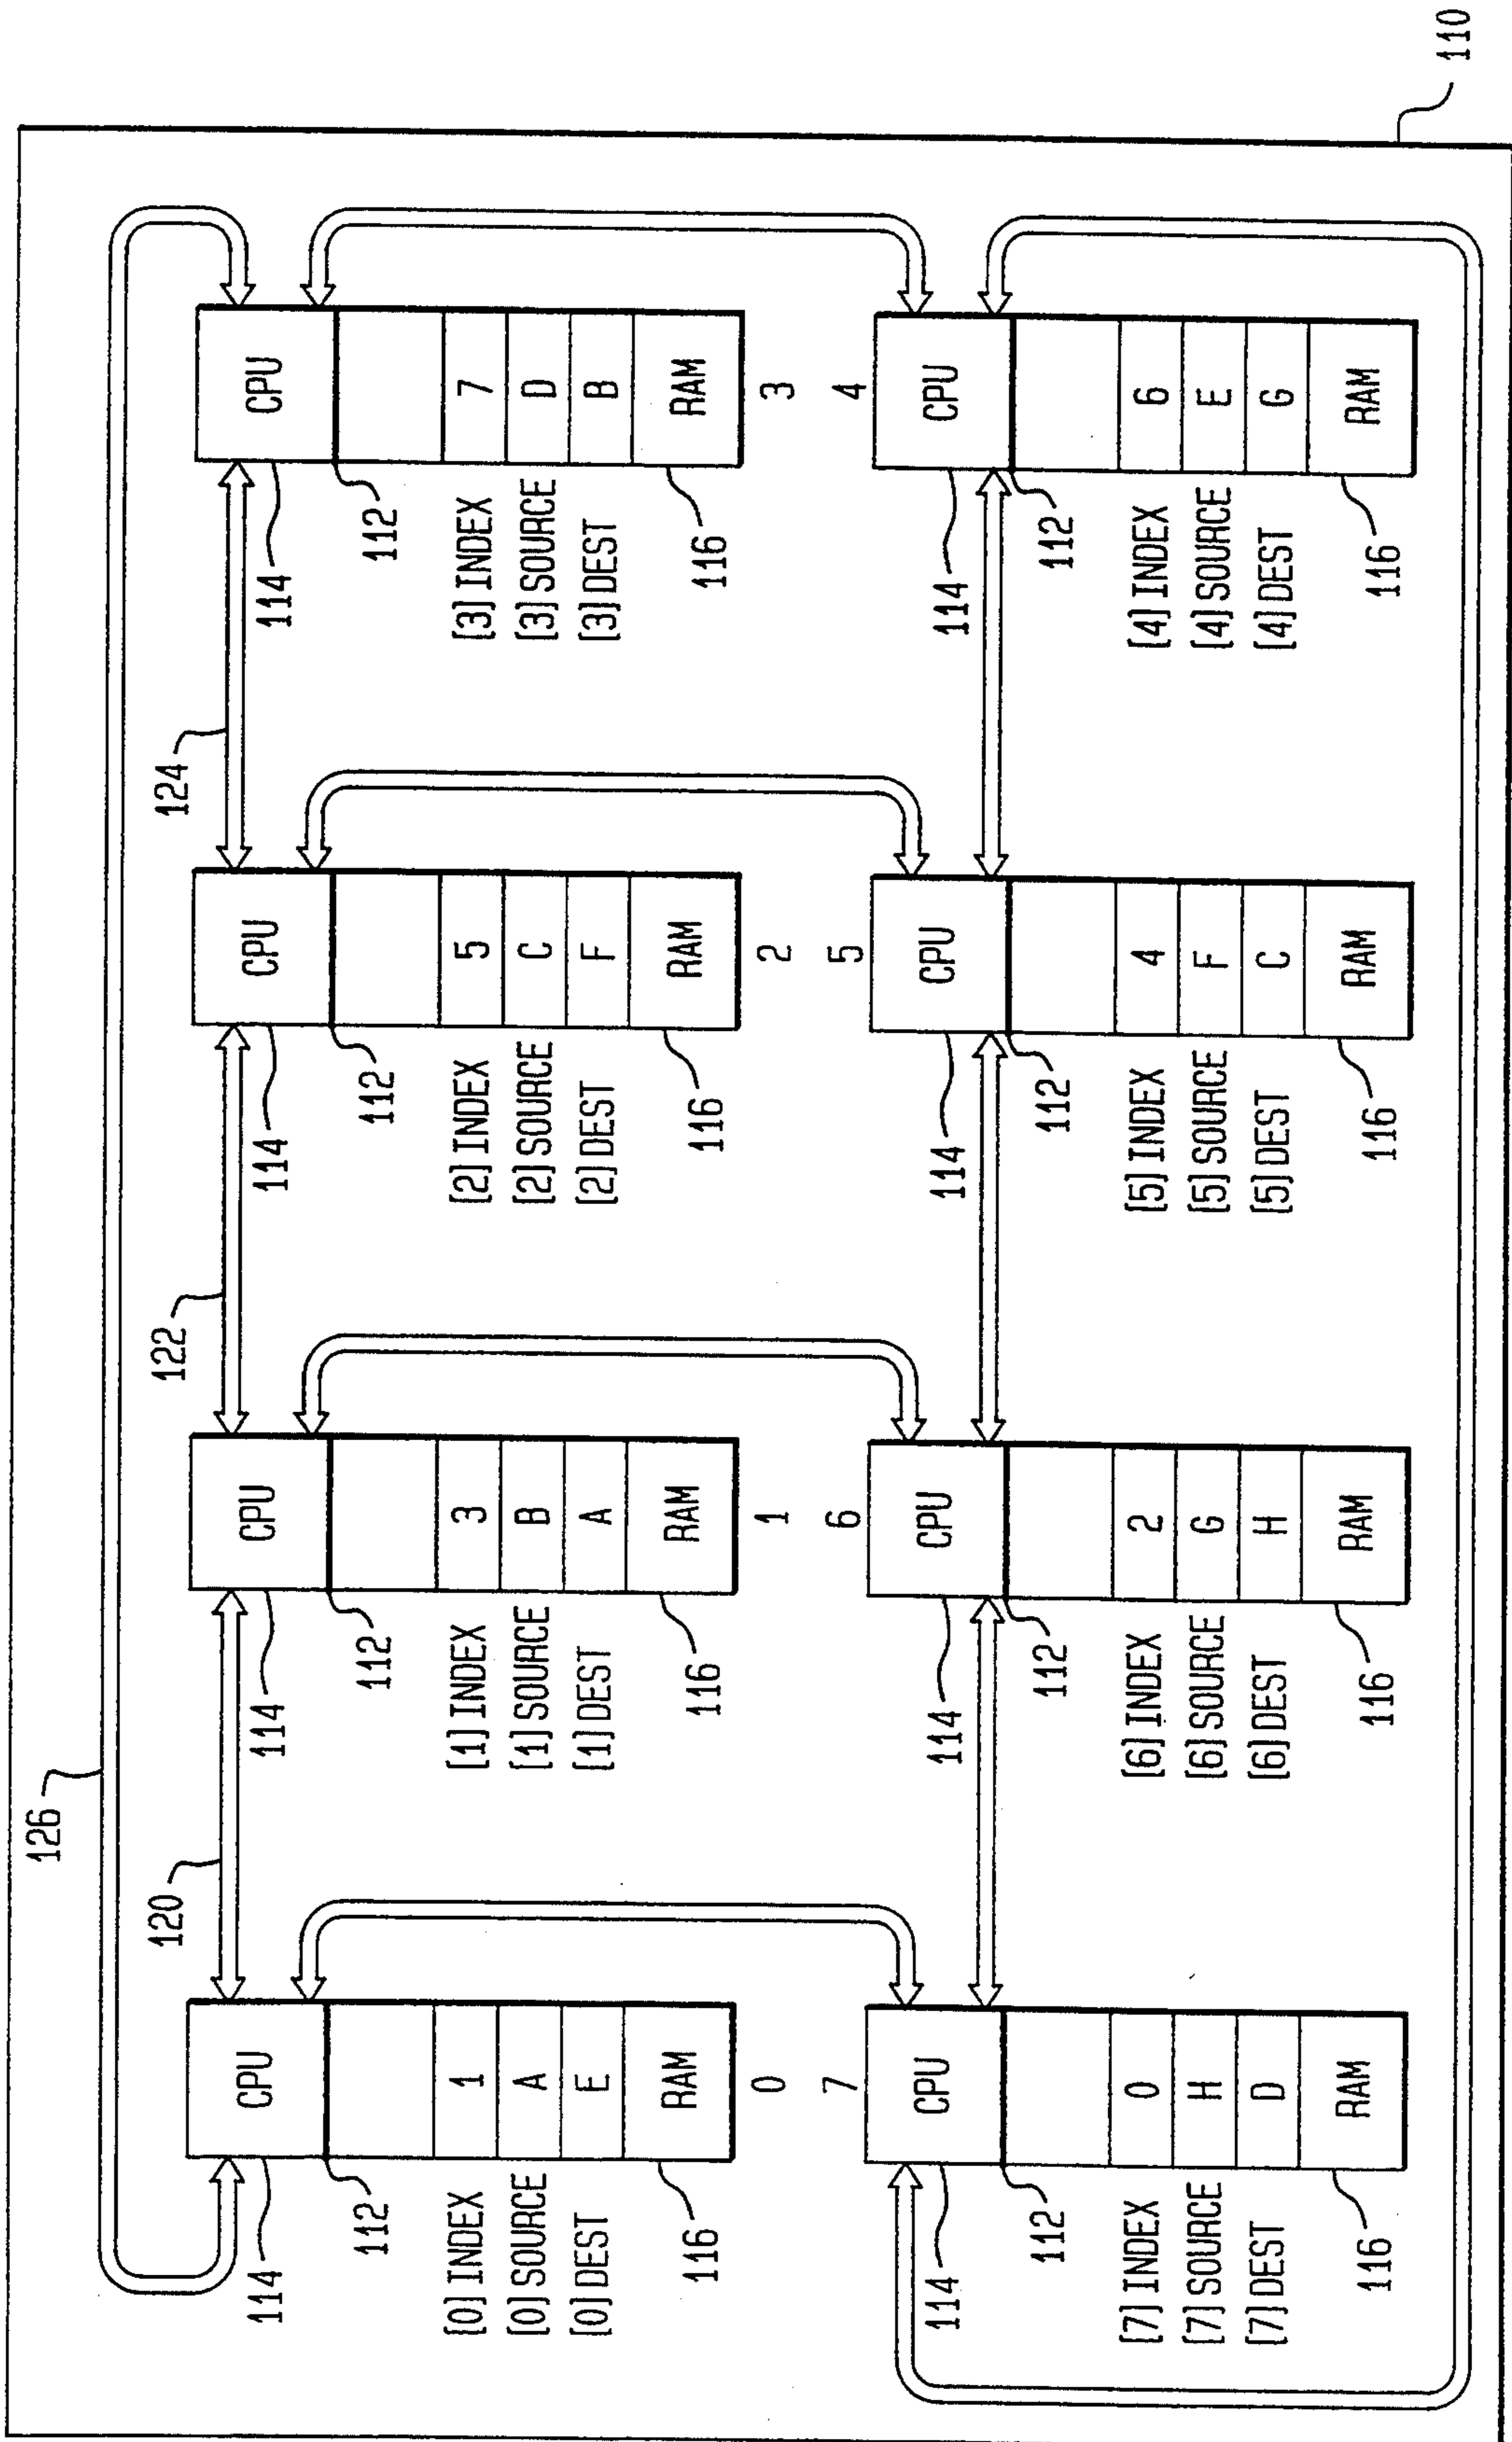 126
120 122 124
CPU CPU CPU CPU
114 114 114 114
112 112 112 112
[0] INDEX 1 [1] INDEX 3 [2] INDEX 5 [3] INDEX 7
[0] SOURCE A [1] SOURCE B [2] SOURCE C [3] SOURCE D
[0] DEST E [1] DEST A [2] DEST F [3] DEST B
RAM RAM RAM RAM
116 116 116 116
0 1 2 3
7 6 5 4
CPU CPU CPU CPU
114 114 114 114
112 112 112 112
[7] INDEX 0 [6] INDEX 2 [5] INDEX 4 [4] INDEX 6
[7] SOURCE H [6] SOURCE G [5] SOURCE F [4] SOURCE E
[7] DEST D [6] DEST H [5] DEST C [4] DEST G
RAM RAM RAM RAM
116 116 116 116
110